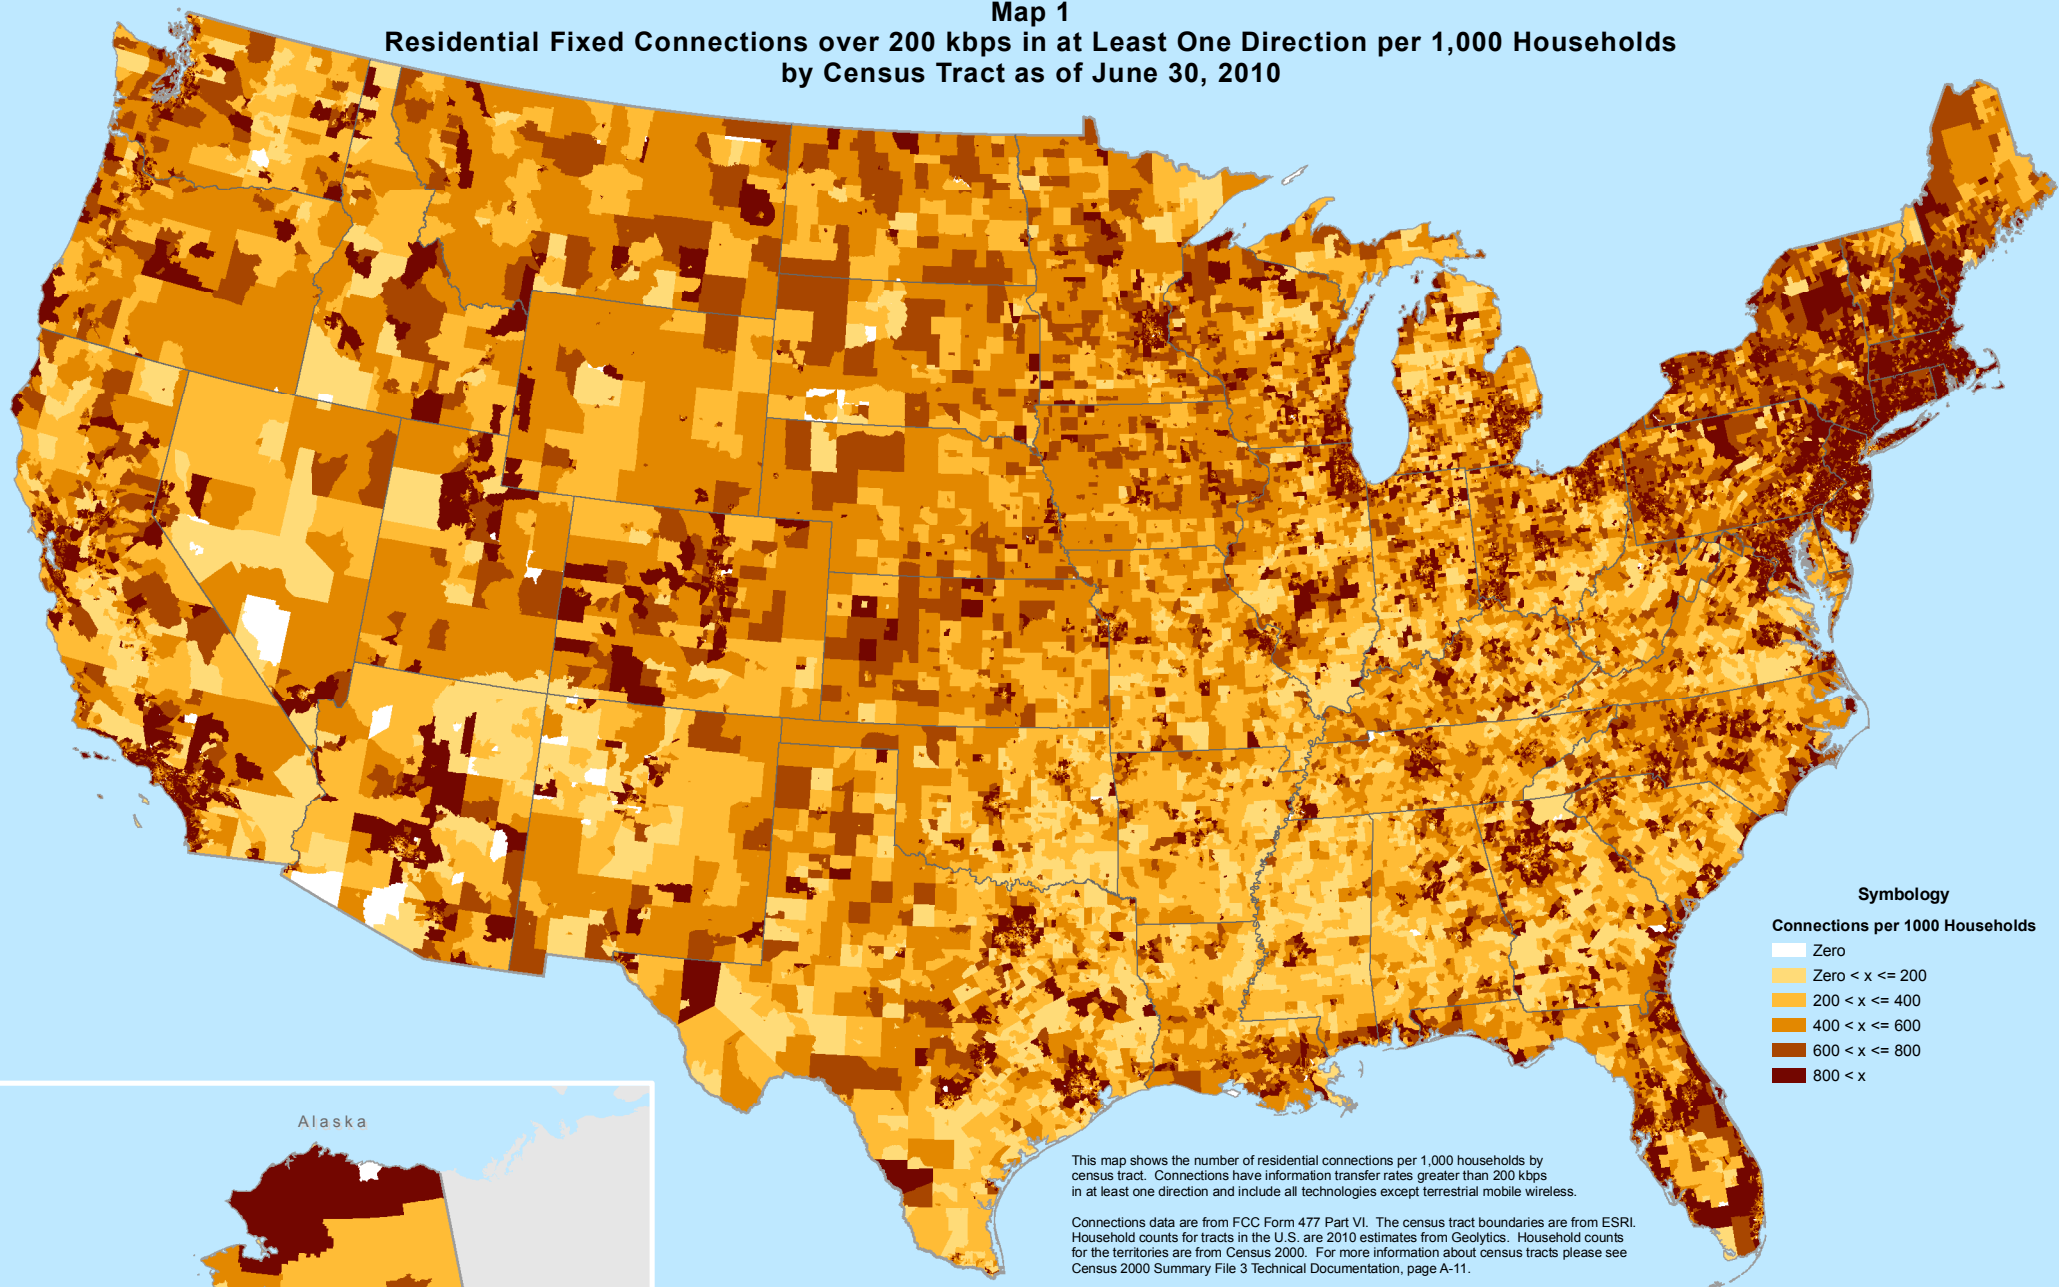 Map 1
Residential Fixed Connections over 200 kbps in at Least One Direction per 1,000 Households
by Census Tract as of June 30, 2010
Symbology
Connections per 1000 Households
Zero
Zero < x <= 200
200 < x <= 400
400 < x <= 600
600 < x <= 800
800 < x
Alaska
This map shows the number of residential connections per 1,000 households by
census tract. Connections have information transfer rates greater than 200 kbps
in at least one direction and include all technologies except terrestrial mobile wireless.
Connections data are from FCC Form 477 Part VI. The census tract boundaries are from ESRI.
Household counts for tracts in the U.S. are 2010 estimates from Geolytics. Household counts
for the territories are from Census 2000. For more information about census tracts please see
Census 2000 Summary File 3 Technical Documentation, page A-11.